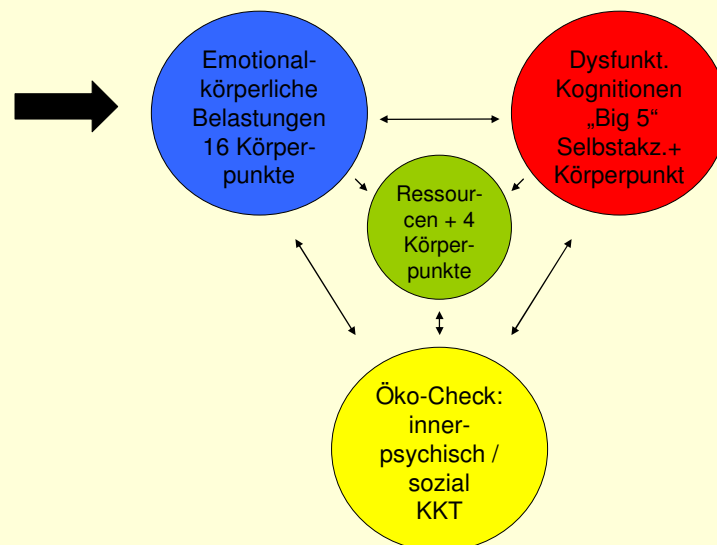 Emotional-
körperliche
Belastungen
16 Körper-
punkte
Dysfunkt.
Kognitionen
„Big 5“
Selbstakz.+
Körperpunkt
Ressour-
cen + 4
Körper-
punkte
Öko-Check:
inner-
psychisch /
sozial
KKT